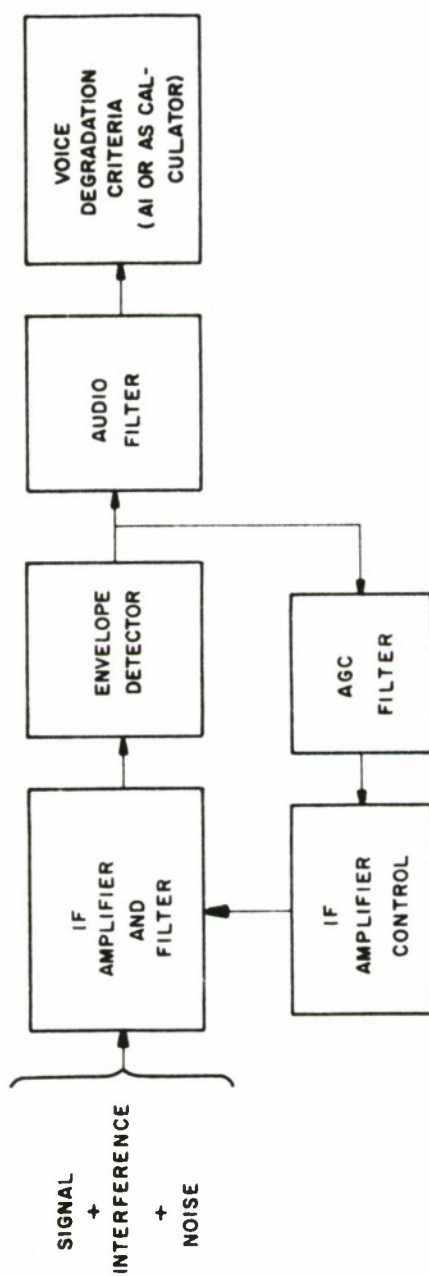 SIGNAL
+
INTERFERENCE
+
NOISE
IF
AMPLIFIER
AND
FILTER
ENVELOPE
DETECTOR
AUDIO
FILTER
VOICE
DEGRADATION
CRITERIA
(AI OR AS CAL-
CULATOR)
IF
AMPLIFIER
CONTROL
AGC
FILTER